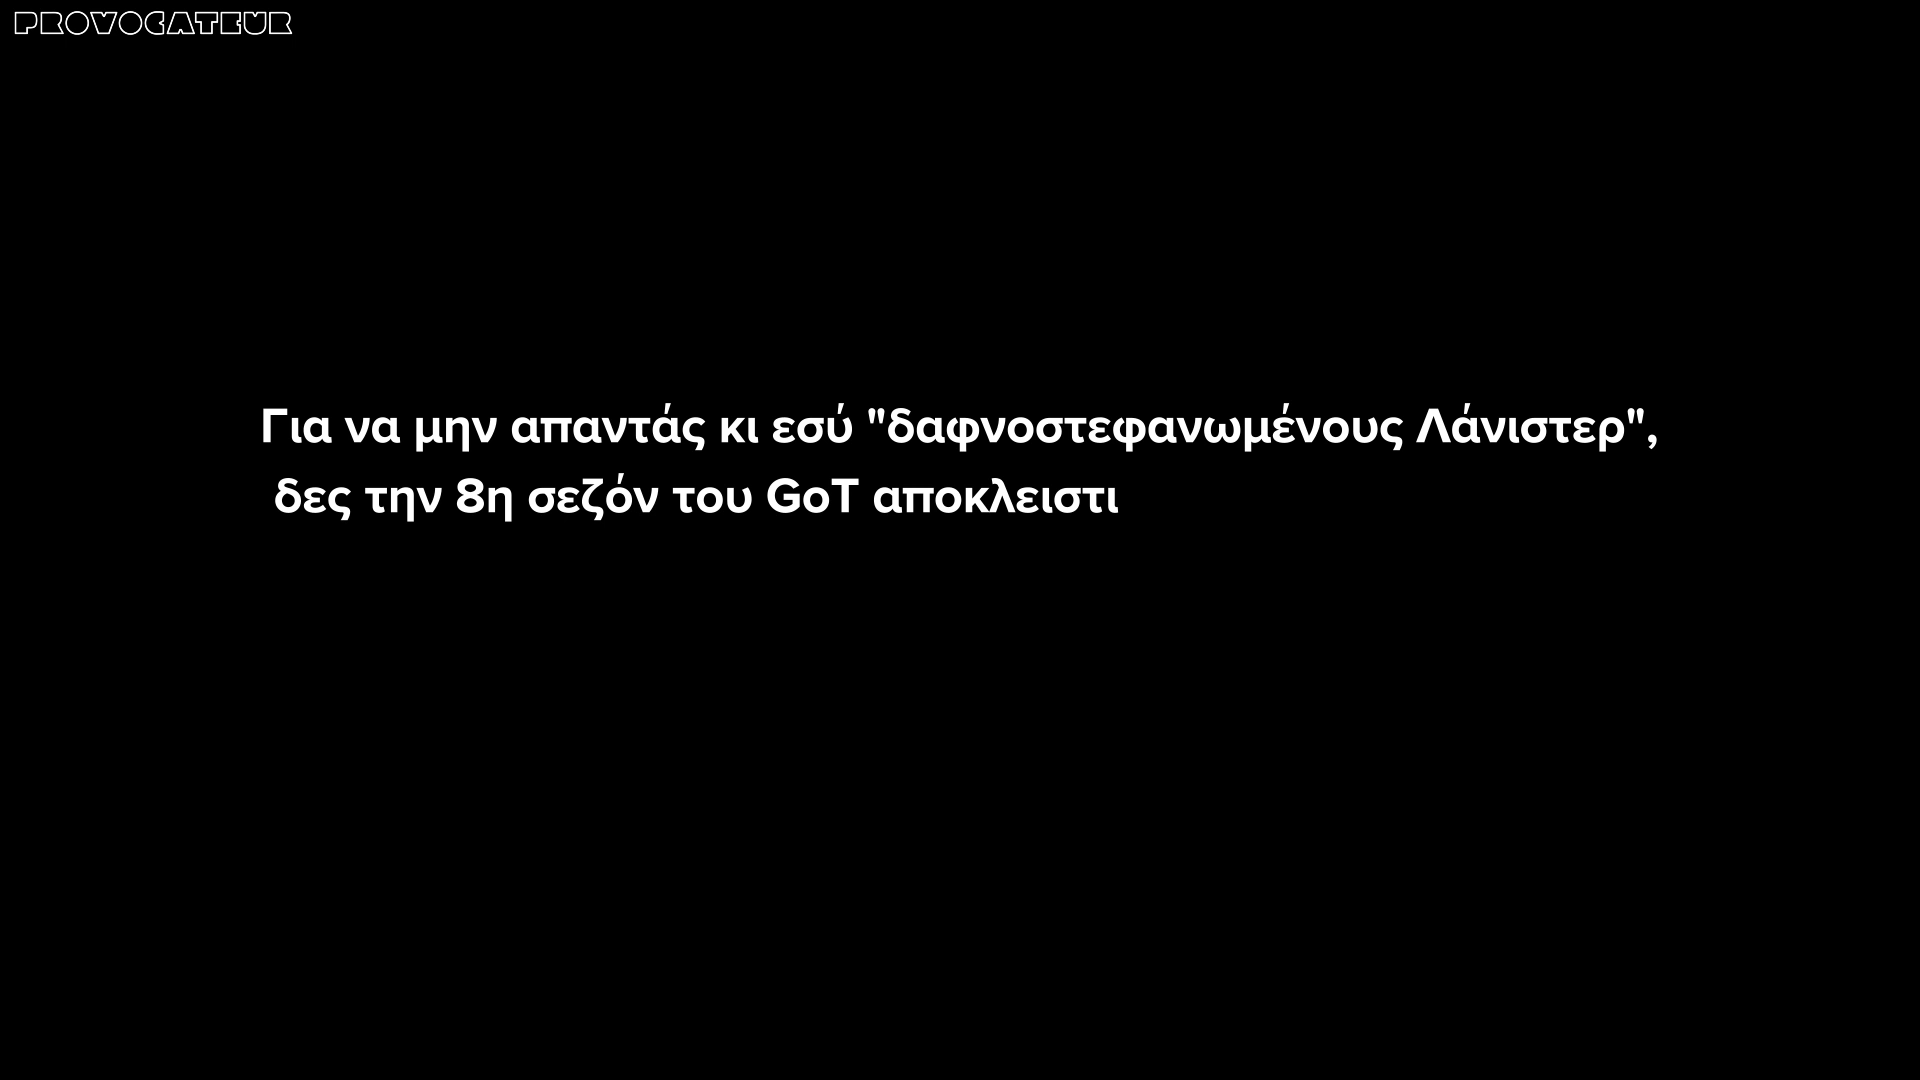 PROVOCATEUR
Για να μην απαντάς κι εσύ "δαφνοστεφανωμένους Λάνιστερ",
δες την 8η σεζόν του GoT αποκλειστι